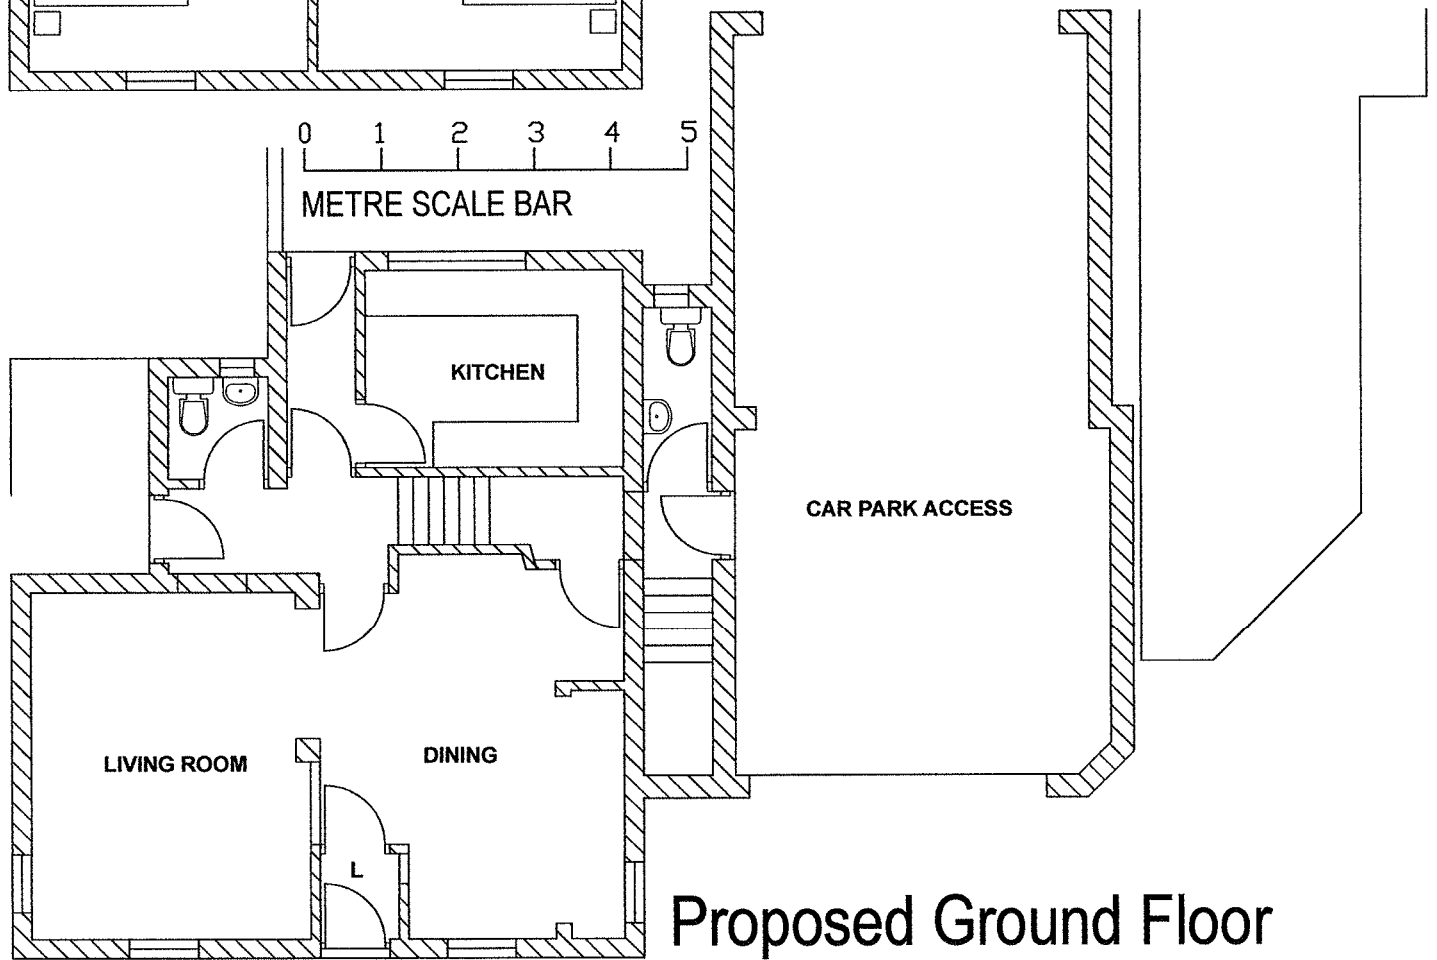 0 1 2 3 4 5
METRE SCALE BAR
KITCHEN
CAR PARK ACCESS
LIVING ROOM
DINING
L
Proposed Ground Floor